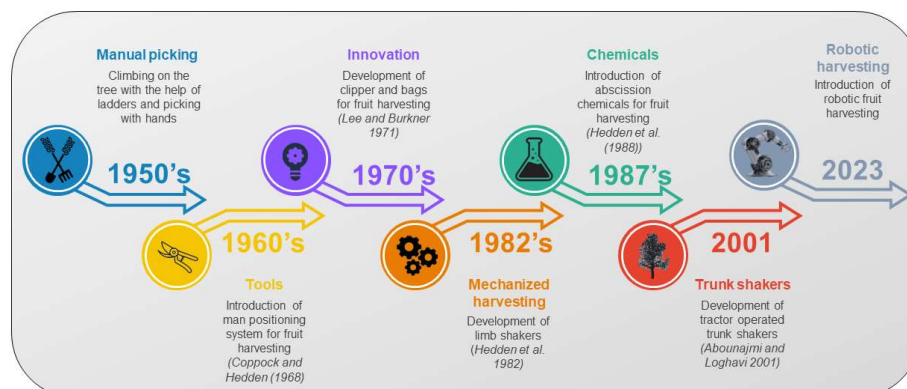 Manual picking
Climbing on the
tree with the help of
ladders and picking
with hands
1950's
Tools
1960's
Introduction of
man positioning
system for fruit
harvesting
(Coppock and
Hedden (1968)
Innovation
Development of
clipper and bags
for fruit harvesting
(Lee and Burkner
1971)
1970's
1982's
Mechanized
harvesting
Development of
limb shakers
(Hedden et al.
1982)
Chemicals
Introduction of
abscission
chemicals for fruit
harvesting
(Hedden et al.
(1988))
1987's
2001
Trunk shakers
Development of
tractor operated
trunk shakers
(Abounajmi and
Loghavi 2001)
Robotic
harvesting
Introduction of
robotic fruit
harvesting
2023